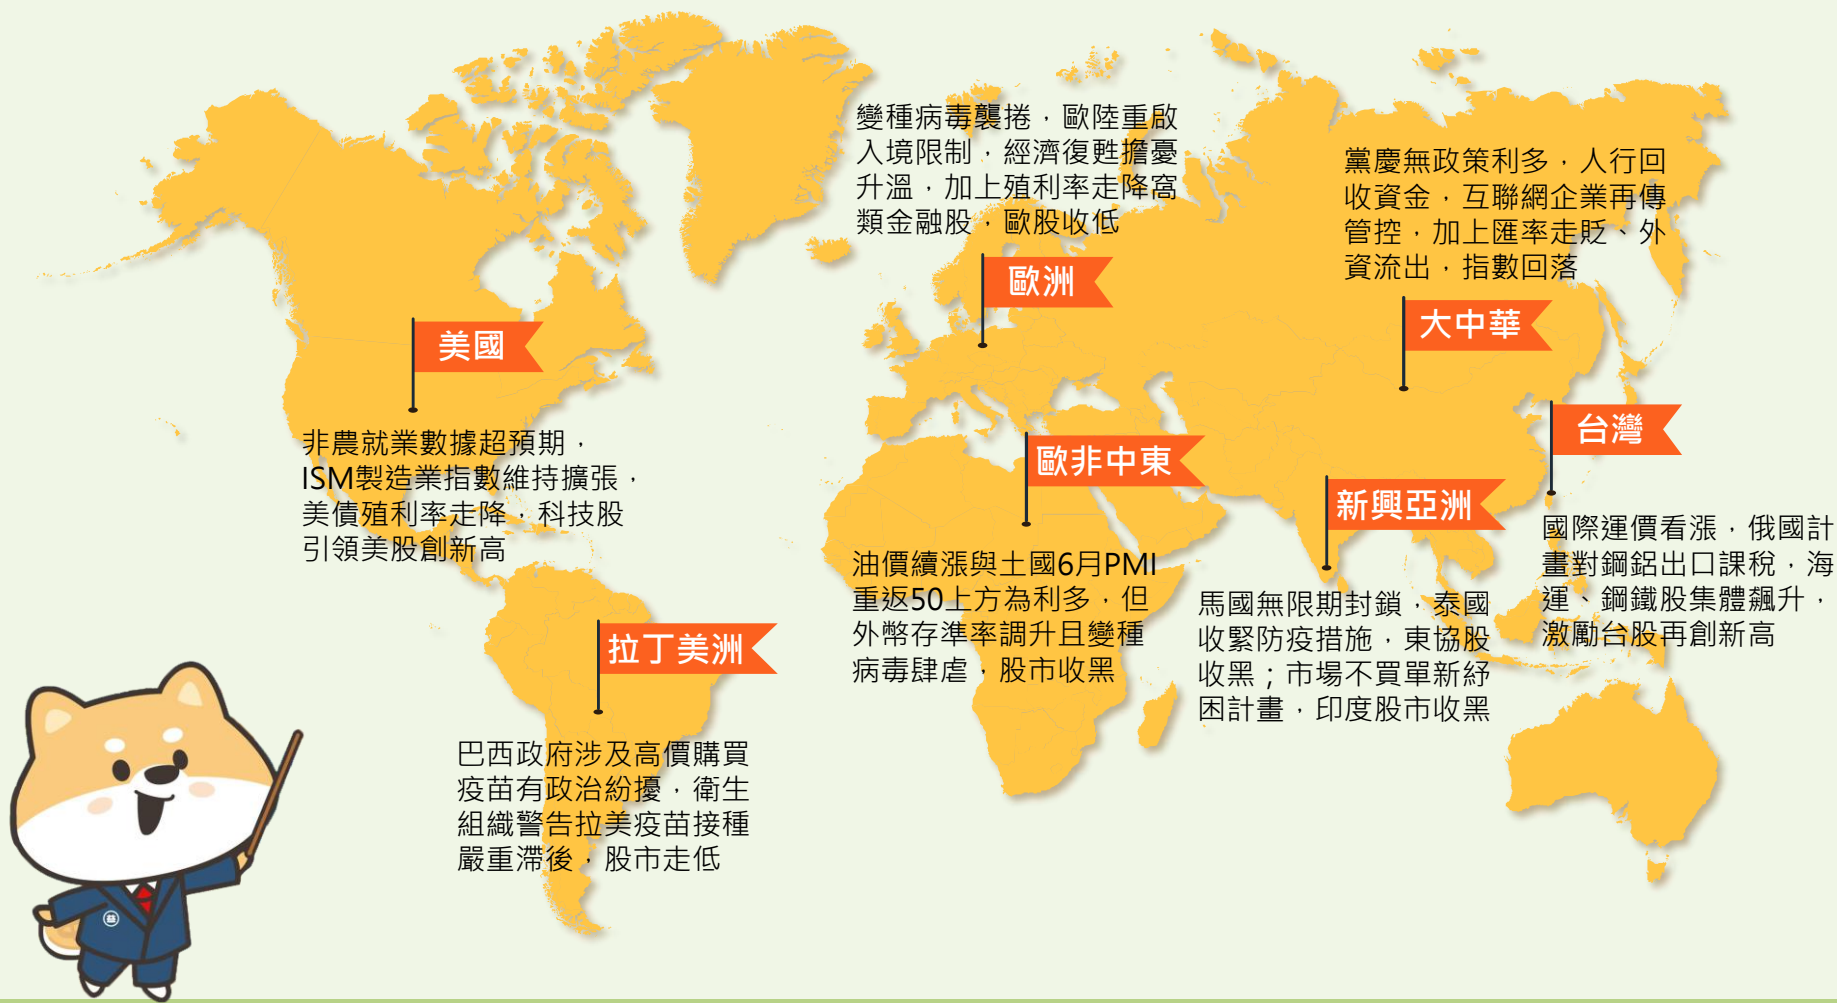 變種病毒襲捲，歐陸重啟
入境限制，經濟復甦擔憂
升溫，加上殖利率走降窩
類金融股，歐股收低
歐洲
黨慶無政策利多，人行回
收資金，互聯網企業再傳
管控，加上匯率走貶、外
資流出，指數回落
大中華
美國
非農就業數據超預期，
ISM製造業指數維持擴張，
美債殖利率走降，科技股
引領美股創新高
歐非中東
油價續漲與土國6月PMI
重返50上方為利多，但
外幣存準率調升且變種
病毒肆虐，股市收黑
新興亞洲
馬國無限期封鎖，泰國
收緊防疫措施，東協股
收黑；市場不買單新紓
困計畫，印度股市收黑
台灣
國際運價看漲，俄國計
畫對鋼鋁出口課稅，海
運、鋼鐵股集體飆升，
激勵台股再創新高
拉丁美洲
巴西政府涉及高價購買
疫苗有政治紛擾，衛生
組織警告拉美疫苗接種
嚴重滯後，股市走低